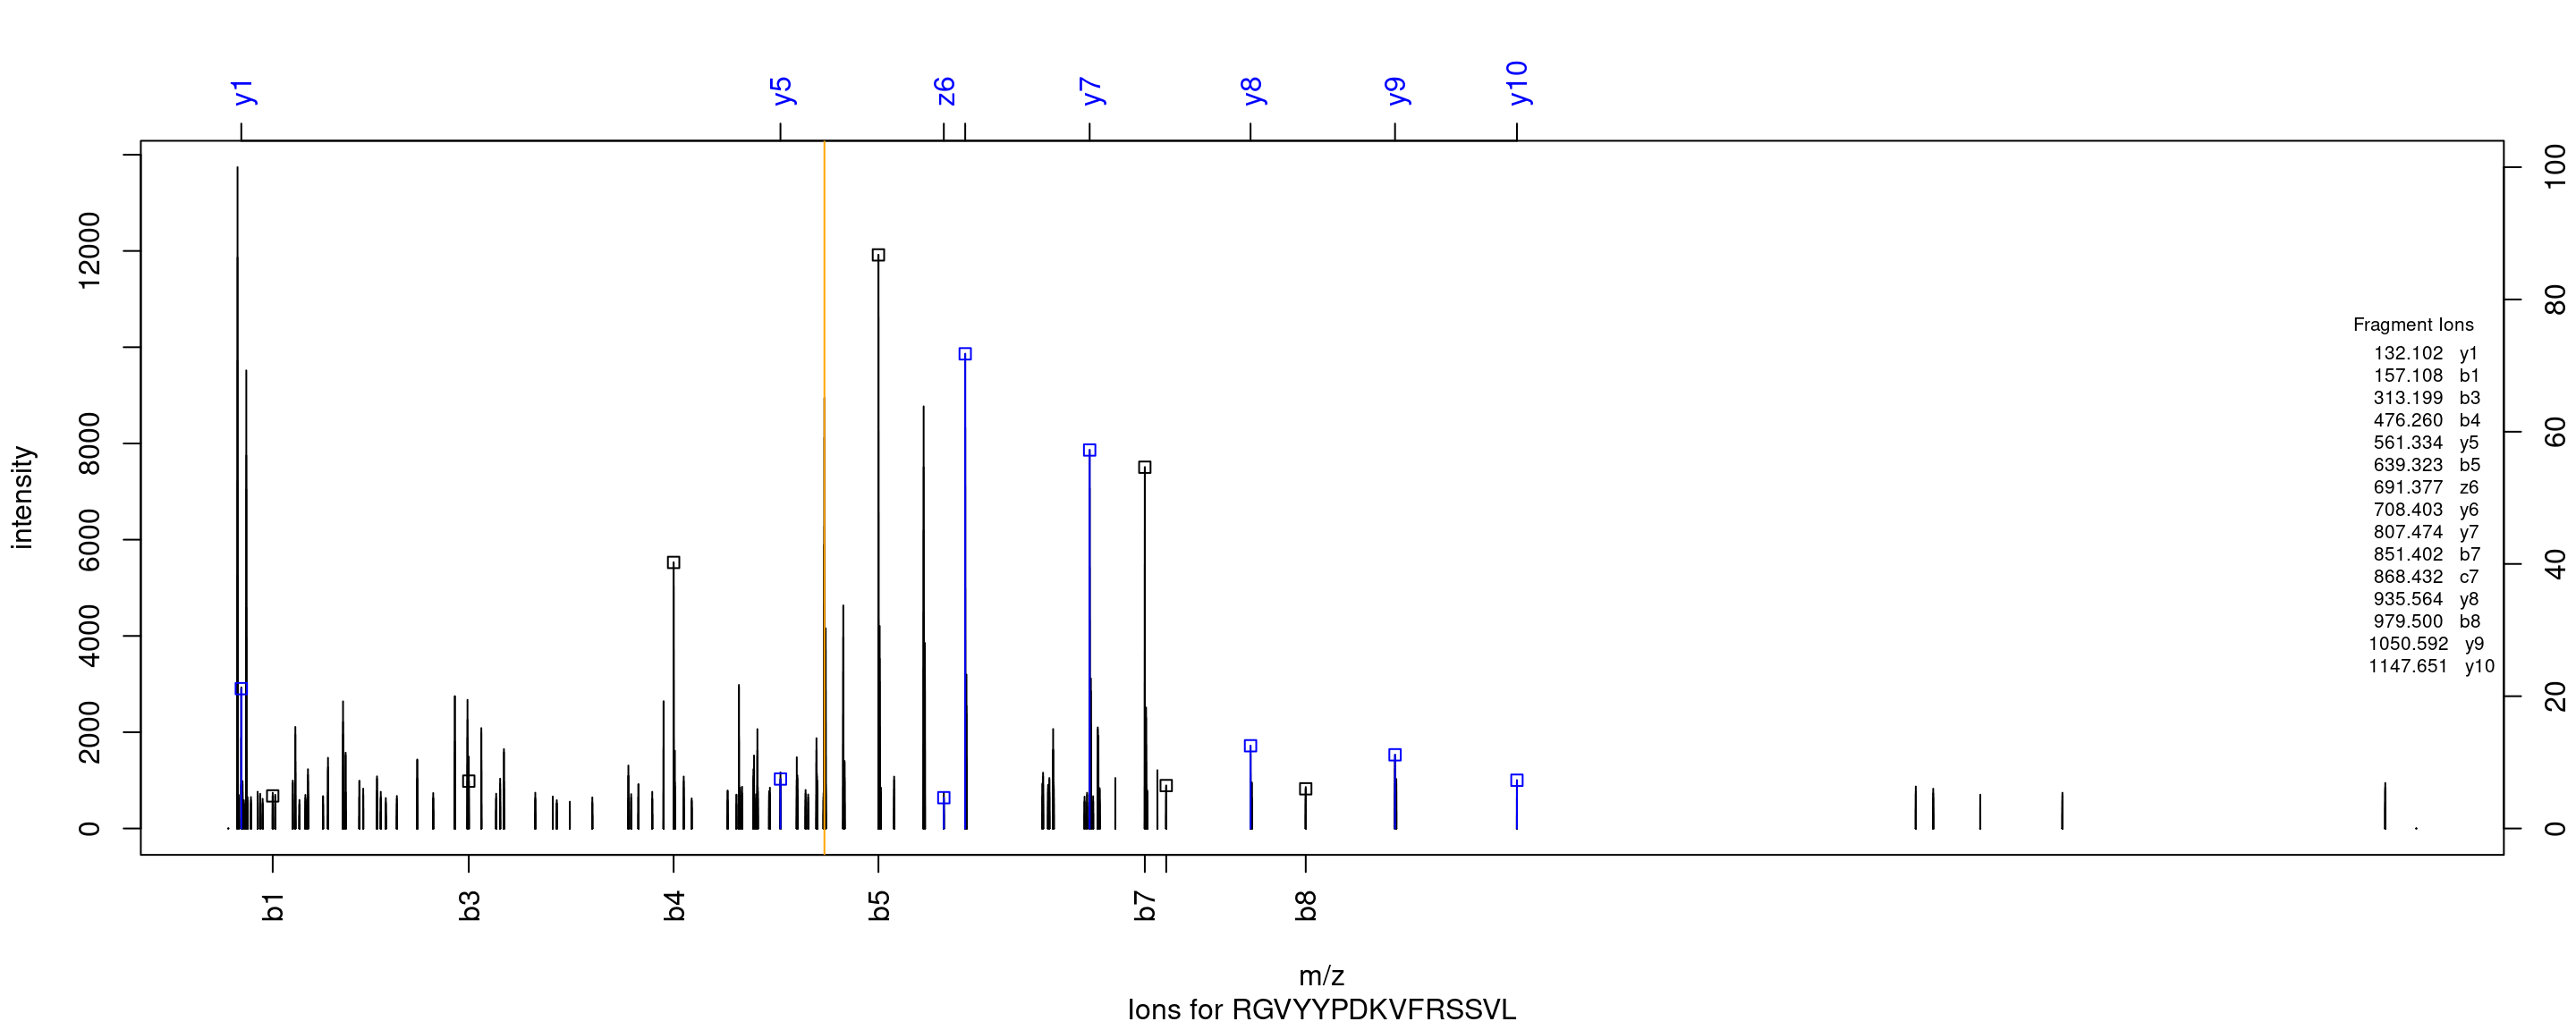 y1 y5 z6 y7 y8 y9 y10
intensity
0 2000 4000 6000 8000 12000
0 20 40 60 80 100
Fragment Ions
132.102 y1
157.108 b1
313.199 b3
476.260 b4
561.334 y5
639.323 b5
691.377 z6
708.403 y6
807.474 y7
851.402 b7
868.432 c7
935.564 y8
979.500 b8
1050.592 y9
1147.651 y10
b1 b3 b4 b5 b7 b8
m/z
Ions for RGVYYPDKVFRSSVL